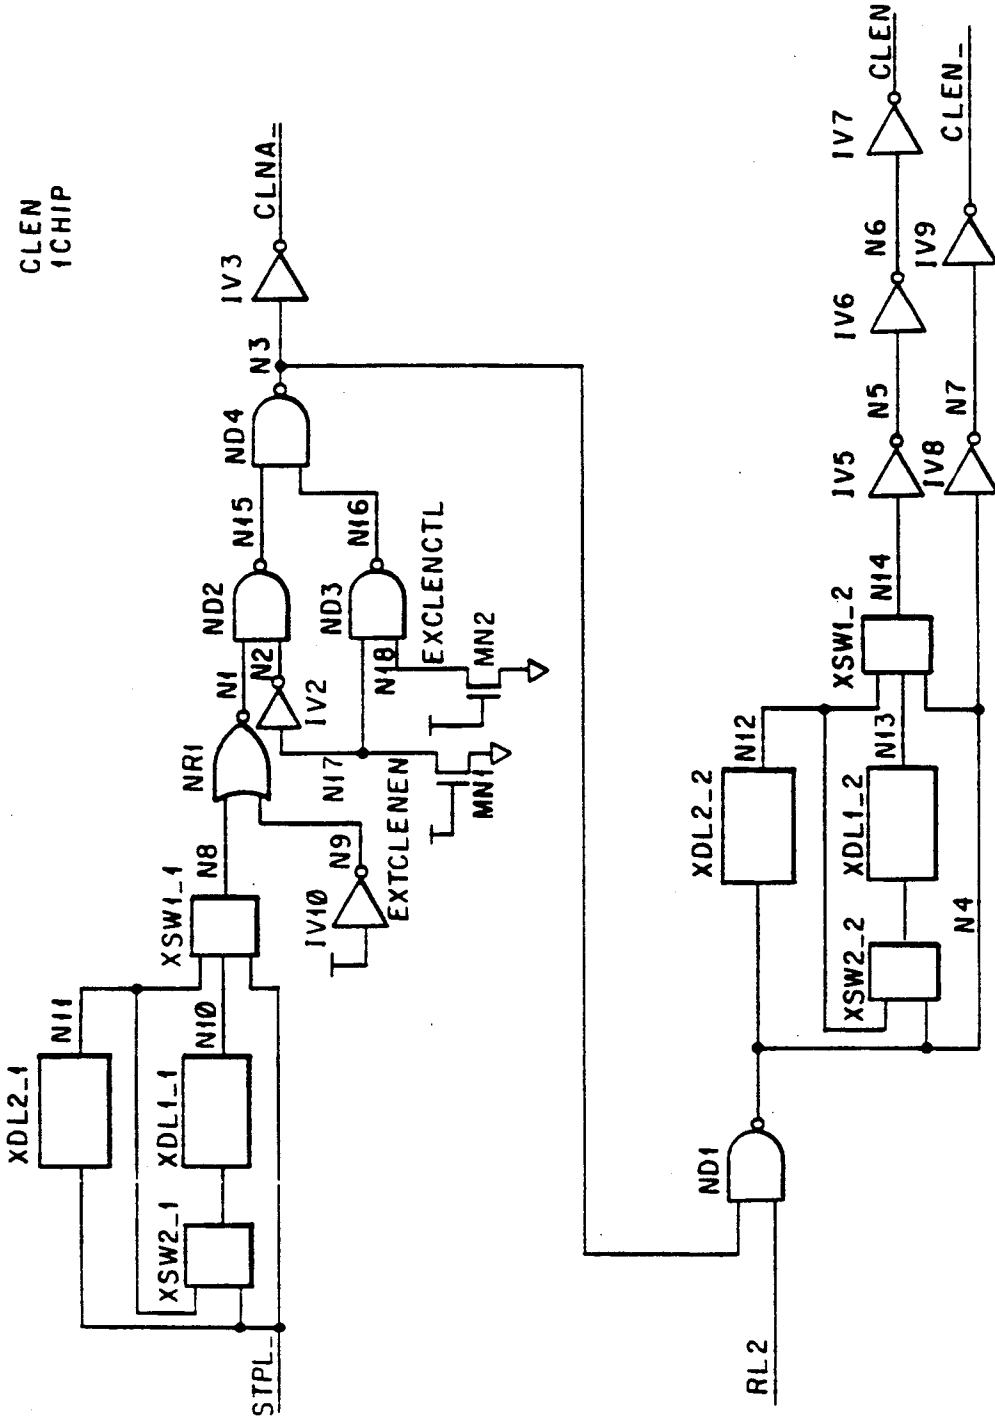 CLEN
1CHIP
STPL_
XDL2_1
XSW2_1
XDL1_1
N11
N10
XSW1_1
N8
NR1
IV10
N9
EXTCLENEN
N1
N2
IV2
N17
MN1
ND2
N15
ND3
N18
N16
EXCLENCTL
MN2
ND4
N3
IV3
CLNA_
RL2
ND1
XDL2_2
N12
XSW2_2
XDL1_2
N13
N4
XSW1_2
N14
IV5
N5
IV6
N6
IV7
CLEN
IV8
N7
IV9
CLEN_